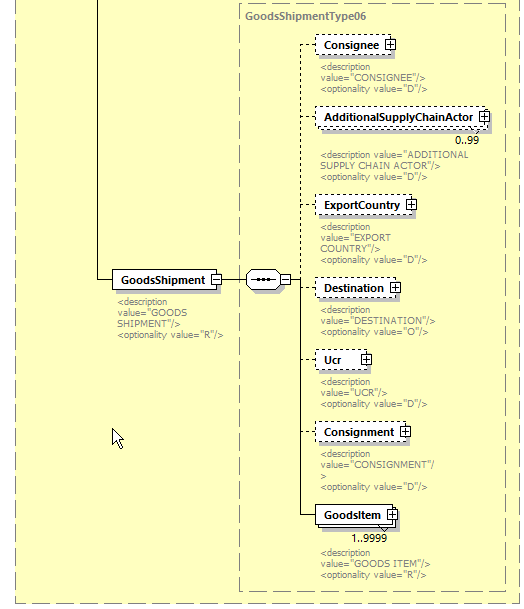 GoodsShipmentType06
Consignee
<description
value="CONSIGNEE"/>
<optionality value="D"/>
AdditionalSupplyChainActor
0..99
<description value="ADDITIONAL
SUPPLY CHAIN ACTOR"/>
<optionality value="D"/>
ExportCountry
<description
value="EXPORT
COUNTRY"/>
<optionality value="D"/>
GoodsShipment
<description
value="GOODS
SHIPMENT"/>
<optionality value="R"/>
Destination
<description
value="DESTINATION"/>
<optionality value="O"/>
Ucr
<description
value="UCR"/>
<optionality value="D"/>
Consignment
<description
value="CONSIGNMENT"/
>
<optionality value="D"/>
GoodsItem
1..9999
<description
value="GOODS ITEM"/>
<optionality value="R"/>